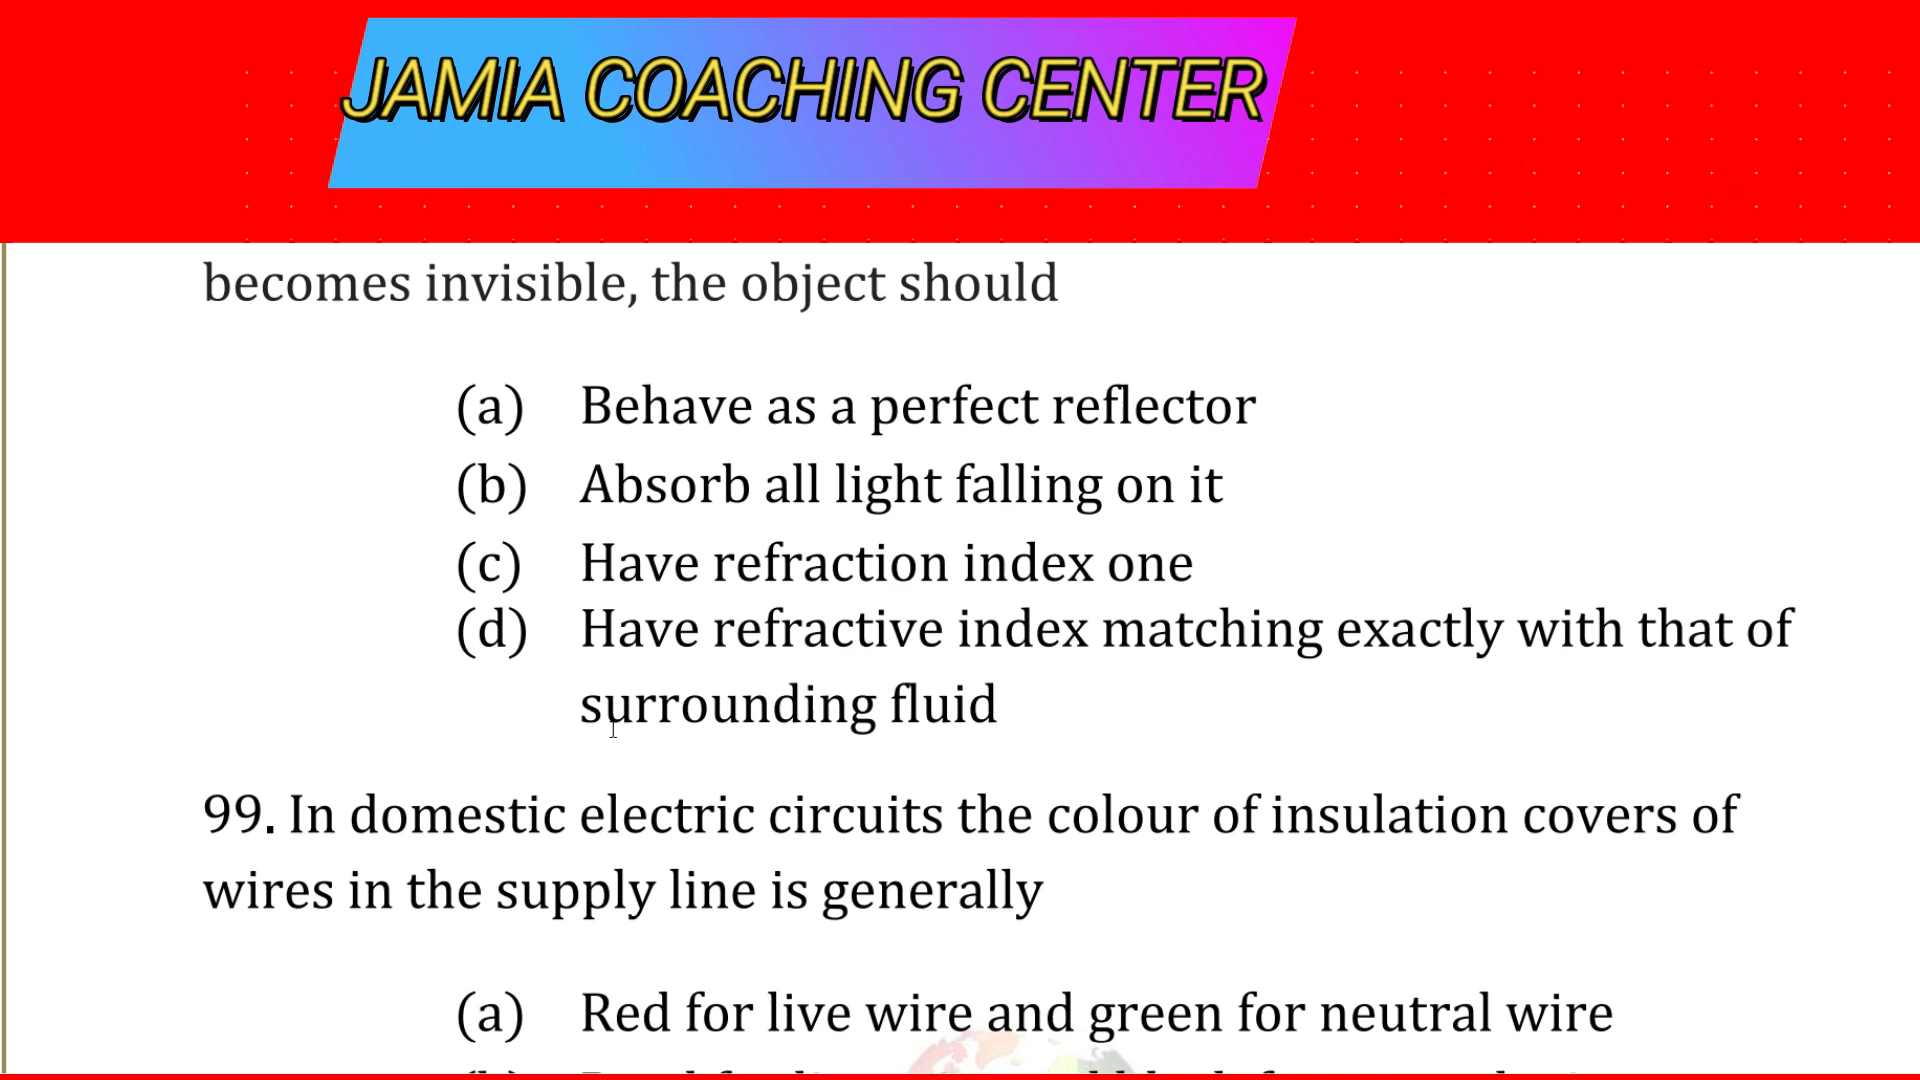 JAMIA COACHING CENTER
becomes invisible, the object should
(a) Behave as a perfect reflector
(b) Absorb all light falling on it
(c) Have refraction index one
(d) Have refractive index matching exactly with that of
surrounding fluid
99. In domestic electric circuits the colour of insulation covers of
wires in the supply line is generally
(a) Red for live wire and green for neutral wire